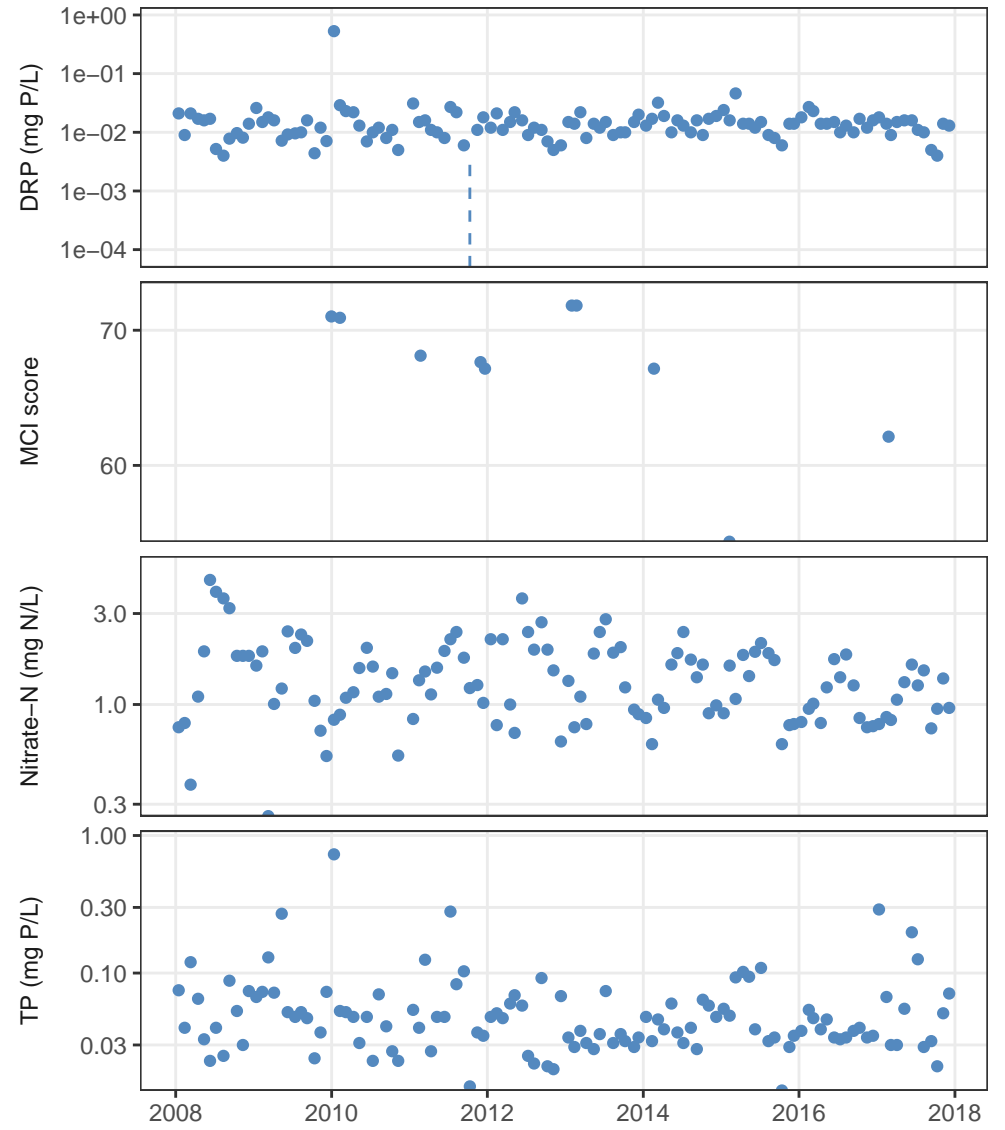 DRP (mg P/L)
1e+00
1e−01
1e−02
1e−03
1e−04
MCI score
70
60
Nitrate−N (mg N/L)
3.0
1.0
0.3
TP (mg P/L)
1.00
0.30
0.10
0.03
2008 2010 2012 2014 2016 2018